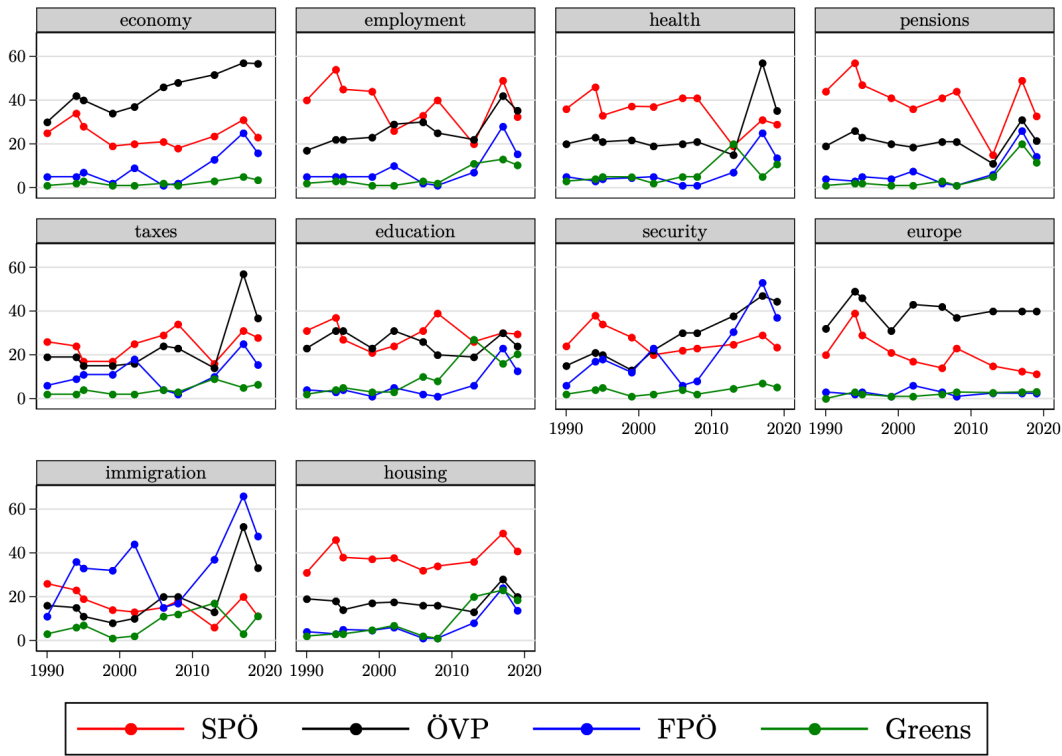 economy employment health pensions
60
40
20
0
taxes education security europe
60
40
20
0
1990 2000 2010 2020 1990 2000 2010 2020
immigration housing
60
40
20
0
1990 2000 2010 2020 1990 2000 2010 2020
SPÖ ÖVP FPÖ Greens